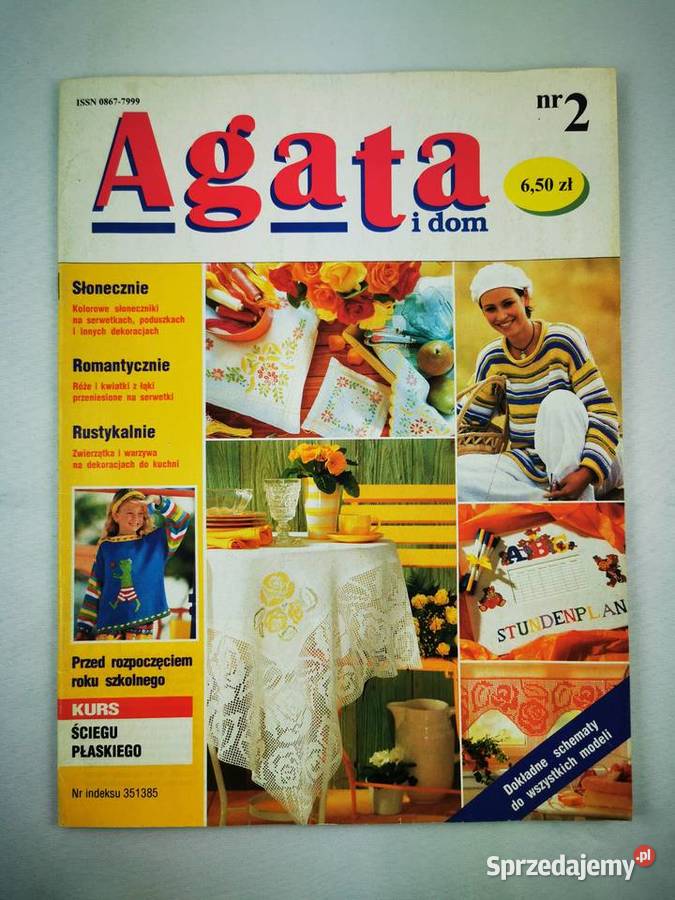 ISSN 0867-7999
nr 2
Agata
i dom
6,50 zł
Słonecznie
Kolorowe słoneczniki
na serwetkach, poduszkach
i innych dekoracjach
Romantycznie
Róże i kwiatki z łąki
przeniesione na serwetki
Rustykalnie
Zwierzątka i warzywa
na dekoracjach do kuchni
Przed rozpoczęciem
roku szkolnego
KURS
ŚCIEGU
PŁASKIEGO
Nr indeksu 351385
STUNDENPLAN
Dokładne schematy
do wszystkich modeli
Sprzedajemy.pl